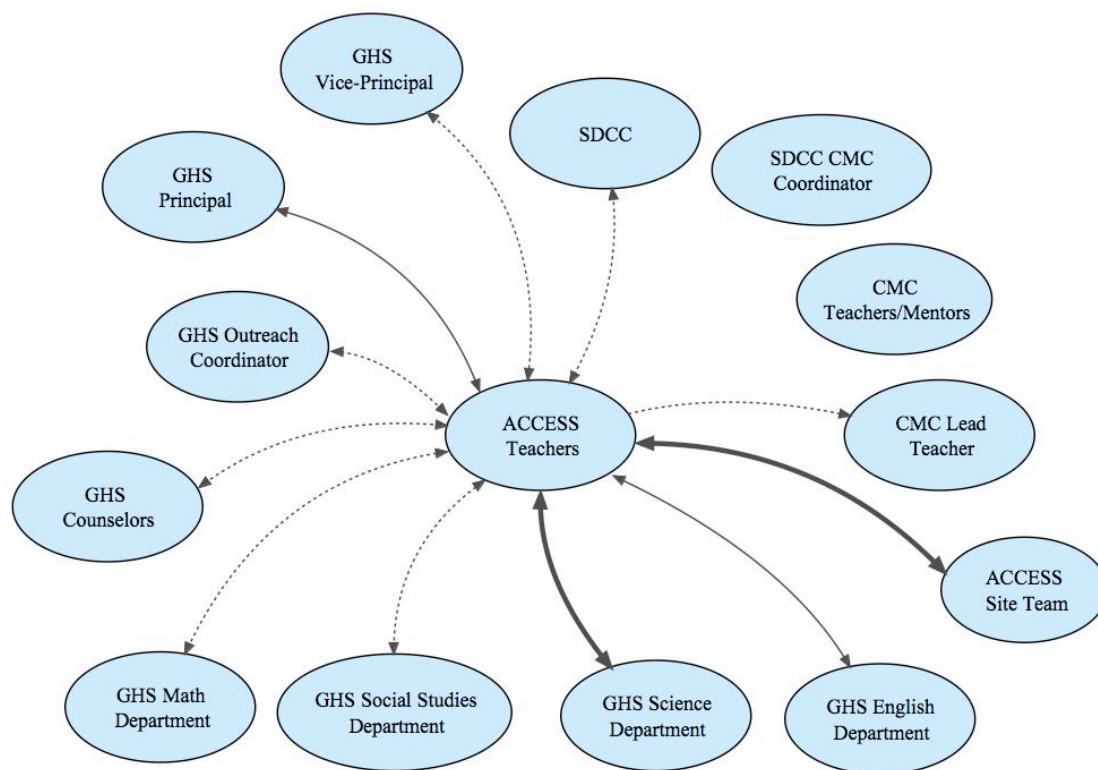 GHS
Vice-Principal
SDCC
SDCC CMC
Coordinator
GHS
Principal
CMC
Teachers/Mentors
GHS Outreach
Coordinator
ACCESS
Teachers
CMC Lead
Teacher
GHS
Counselors
ACCESS
Site Team
GHS Math
Department
GHS Social Studies
Department
GHS Science
Department
GHS English
Department